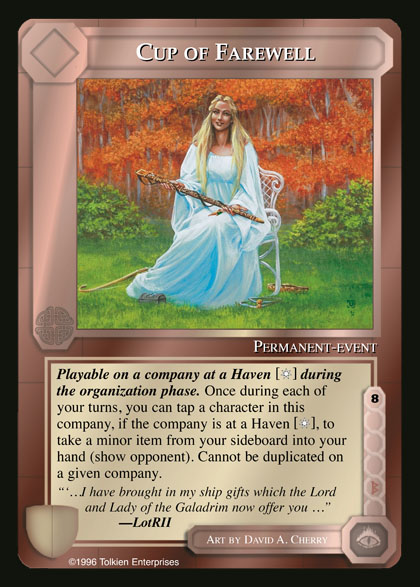 Cup of Farewell
Permanent-event
Playable on a company at a Haven [☼] during
the organization phase. Once during each of
your turns, you can tap a character in this
company, if the company is at a Haven [☼], to
take a minor item from your sideboard into your
hand (show opponent). Cannot be duplicated on
a given company.
“‘…I have brought in my ship gifts which the Lord
and Lady of the Galadrim now offer you …”
—LotRII
8
Art by David A. Cherry
©1996 Tolkien Enterprises